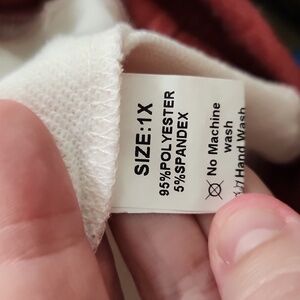 SIZE:1X
95%POLYESTER
5%SPANDEX
No Machine
wash
Hand Wash